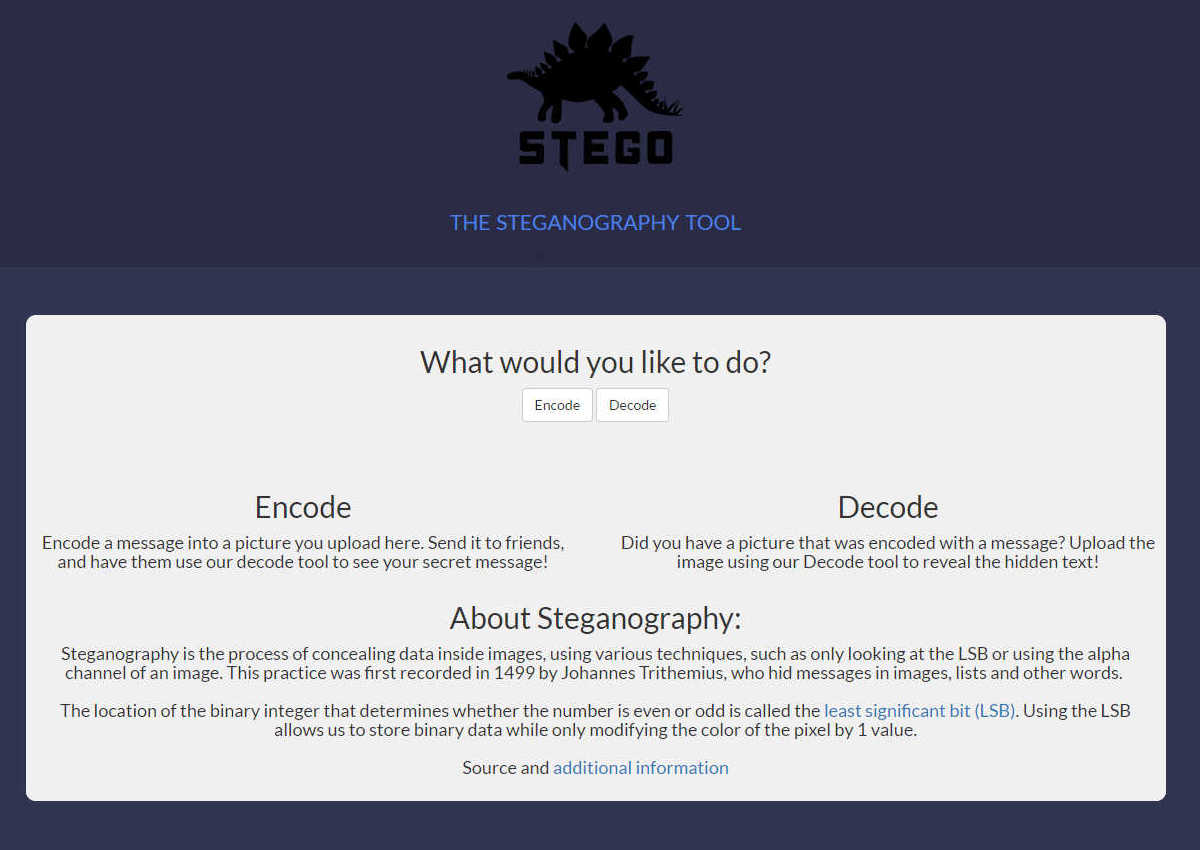 STEGO
THE STEGANOGRAPHY TOOL
What would you like to do?
Encode Decode
Encode
Encode a message into a picture you upload here. Send it to friends,
and have them use our decode tool to see your secret message!
Decode
Did you have a picture that was encoded with a message? Upload the
image using our Decode tool to reveal the hidden text!
About Steganography:
Steganography is the process of concealing data inside images, using various techniques, such as only looking at the LSB or using the alpha
channel of an image. This practice was first recorded in 1499 by Johannes Trithemius, who hid messages in images, lists and other words.
The location of the binary integer that determines whether the number is even or odd is called the least significant bit (LSB). Using the LSB
allows us to store binary data while only modifying the color of the pixel by 1 value.
Source and additional information